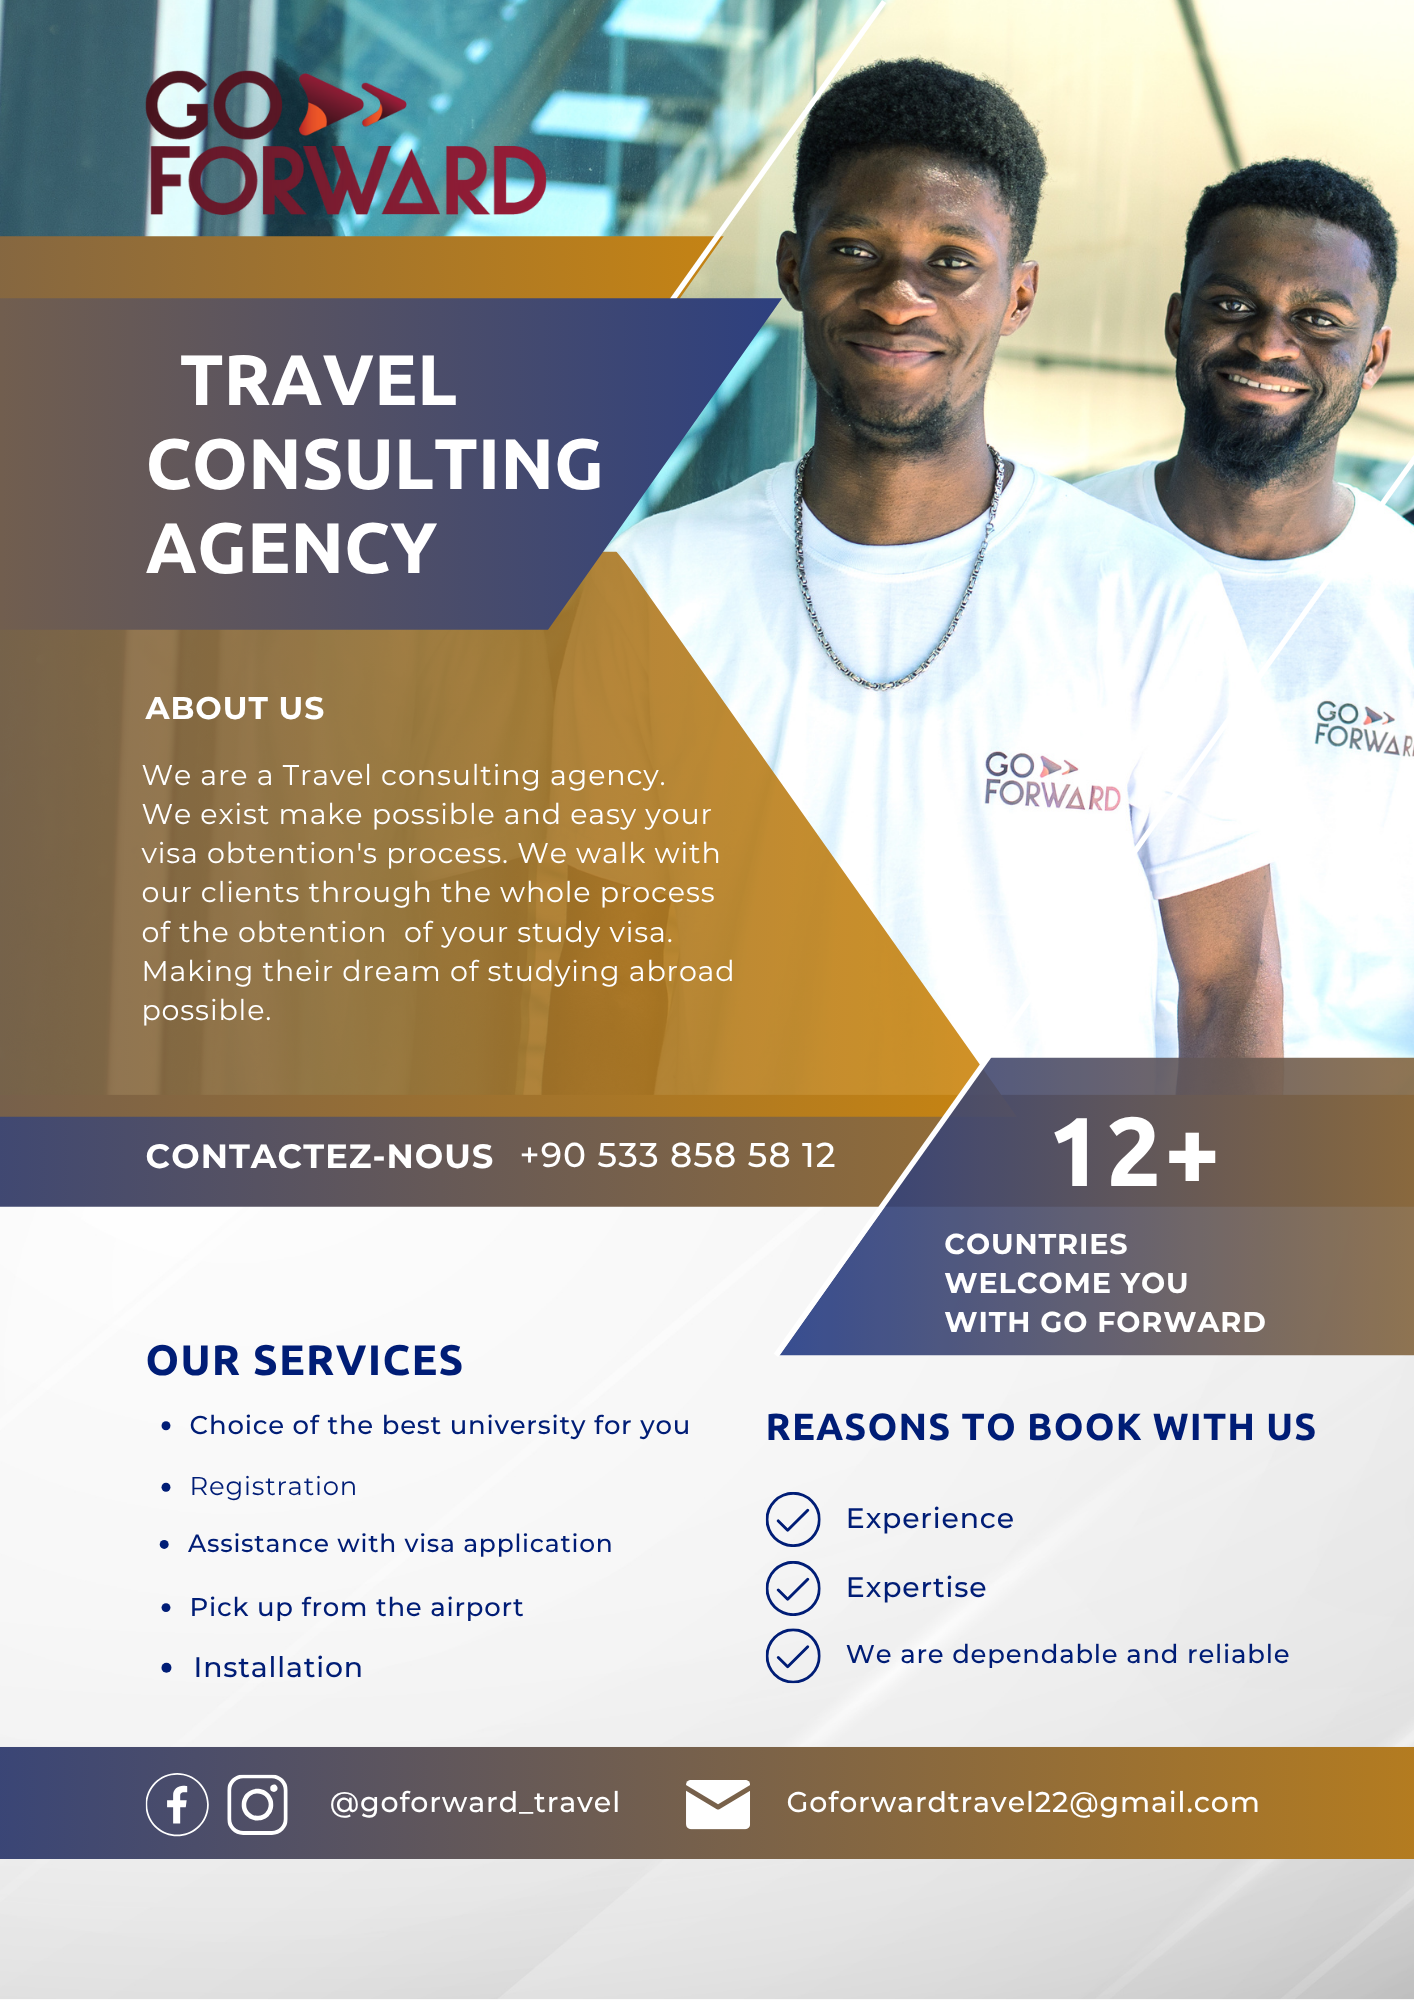 GO
FORWARD
TRAVEL
CONSULTING
AGENCY
ABOUT US
We are a Travel consulting agency.
We exist make possible and easy your
visa obtention's process. We walk with
our clients through the whole process
of the obtention  of your study visa.
Making their dream of studying abroad
possible.
GO
FORWARD
GO
FORWAR
CONTACTEZ-NOUS +90 533 858 58 12
12+
COUNTRIES
WELCOME YOU
WITH GO FORWARD
OUR SERVICES
• Choice of the best university for you
• Registration
• Assistance with visa application
• Pick up from the airport
• Installation
REASONS TO BOOK WITH US
Experience
Expertise
We are dependable and reliable
@goforward_travel
Goforwardtravel22@gmail.com